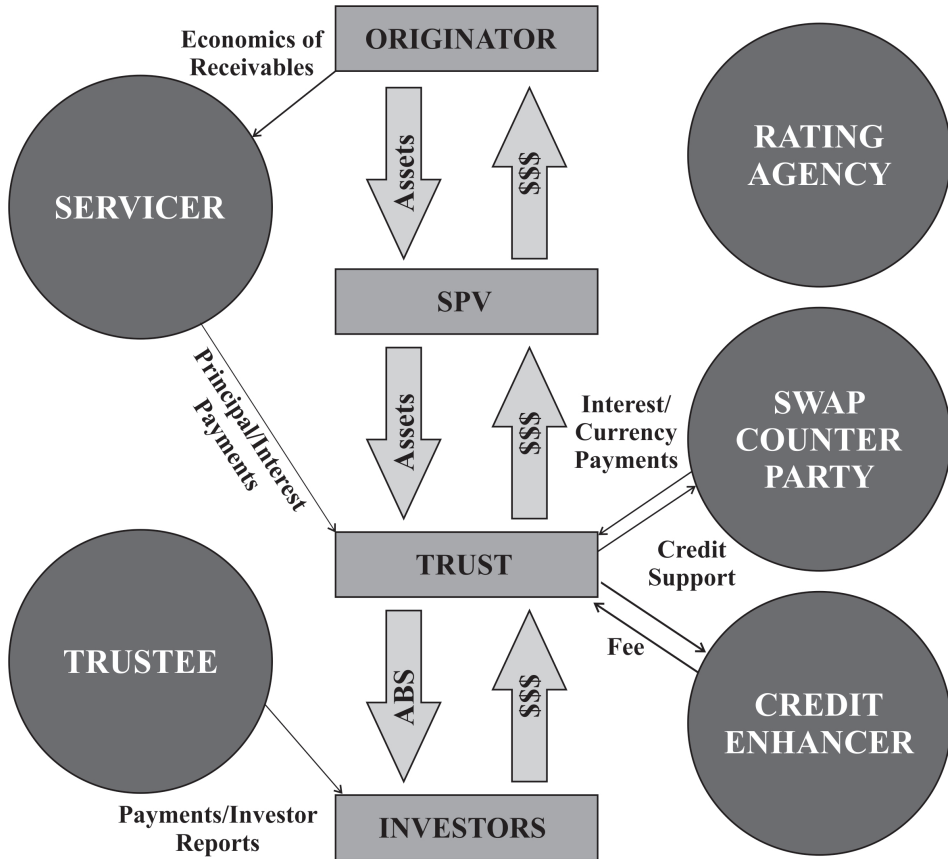 Economics of
Receivables
ORIGINATOR
RATING
AGENCY
SERVICER
Assets
$$$
SPV
Principal/Interest
Payments
Assets
$$$
Interest/
Currency
Payments
SWAP
COUNTER
PARTY
TRUST
Credit
Support
TRUSTEE
Fee
ABS
$$$
CREDIT
ENHANCER
Payments/Investor
Reports
INVESTORS